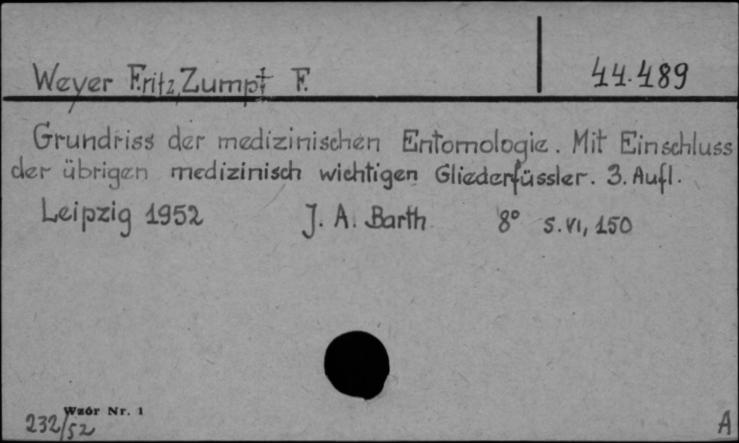 Weyer Fritz, Zumpt F.
44.489
Grundriss der medizinischen Entomologie. Mit Einschluss
der übrigen medizinisch wichtigen Gliederfüssler. 3. Aufl.
Leipzig 1952 J. A. Barth 8° S. VI, 150
Wzór Nr. 1
232/52
A